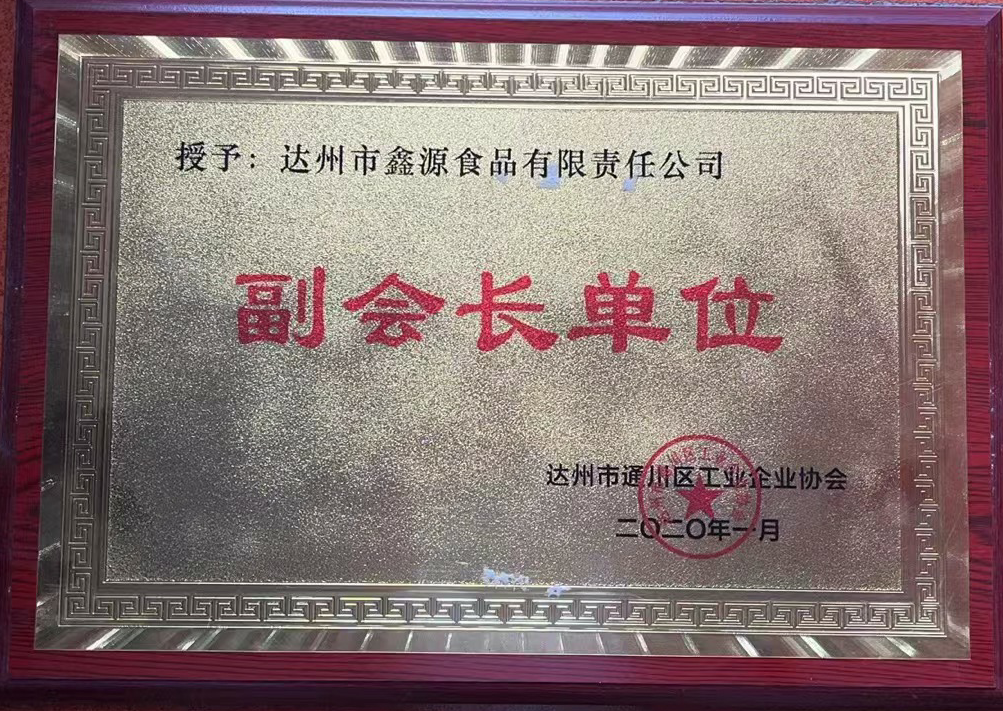 授予：达州市鑫源食品有限责任公司
副会长单位
达州市通川区工业企业协会
二〇二〇年一月